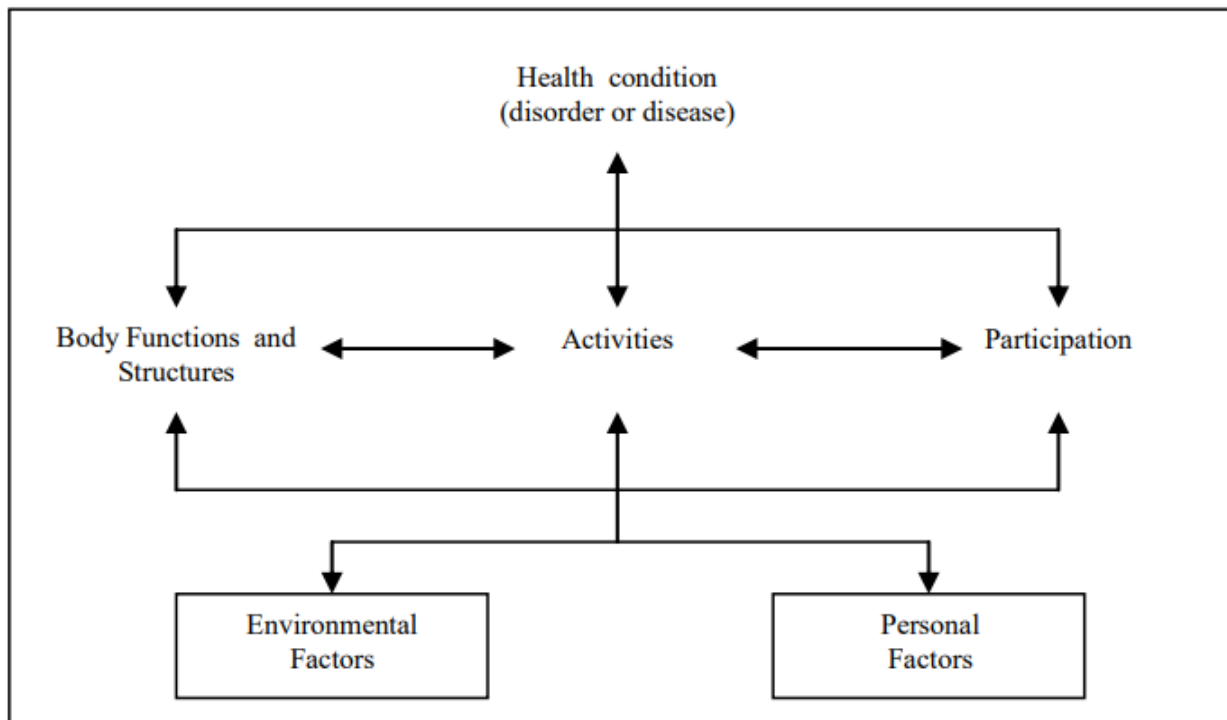 Health condition
(disorder or disease)
Body Functions and
Structures
Activities
Participation
Environmental
Factors
Personal
Factors